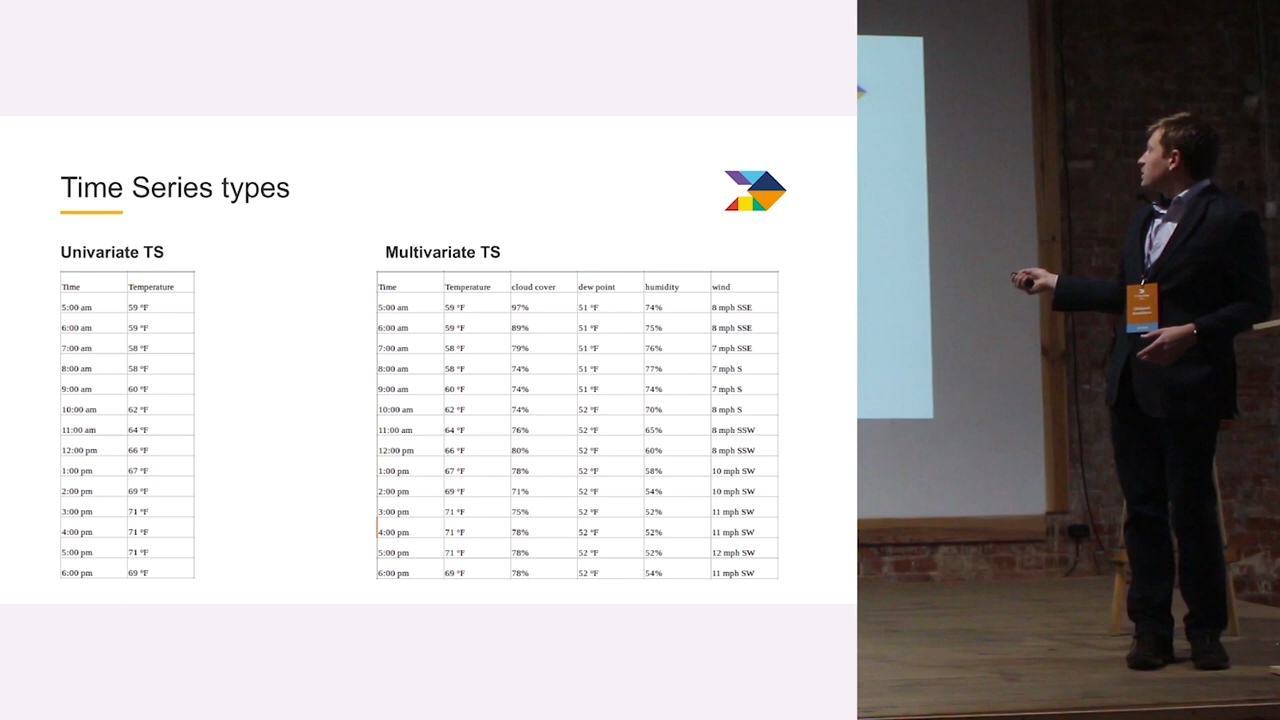 Time Series types
Univariate TS
Time Temperature
5:00 am 59 °F
6:00 am 59 °F
7:00 am 58 °F
8:00 am 58 °F
9:00 am 60 °F
10:00 am 62 °F
11:00 am 64 °F
12:00 pm 66 °F
1:00 pm 67 °F
2:00 pm 69 °F
3:00 pm 71 °F
4:00 pm 71 °F
5:00 pm 71 °F
6:00 pm 69 °F
Multivariate TS
Time Temperature cloud cover dew point humidity wind
5:00 am 59 °F 97% 51 °F 74% 8 mph SSE
6:00 am 59 °F 89% 51 °F 75% 8 mph SSE
7:00 am 58 °F 79% 51 °F 76% 7 mph SSE
8:00 am 58 °F 74% 51 °F 77% 7 mph S
9:00 am 60 °F 74% 51 °F 74% 7 mph S
10:00 am 62 °F 74% 52 °F 70% 8 mph S
11:00 am 64 °F 76% 52 °F 65% 8 mph SSW
12:00 pm 66 °F 80% 52 °F 60% 8 mph SSW
1:00 pm 67 °F 78% 52 °F 58% 10 mph SW
2:00 pm 69 °F 71% 52 °F 54% 10 mph SW
3:00 pm 71 °F 75% 52 °F 52% 11 mph SW
4:00 pm 71 °F 78% 52 °F 52% 11 mph SW
5:00 pm 71 °F 78% 52 °F 52% 12 mph SW
6:00 pm 69 °F 78% 52 °F 54% 11 mph SW